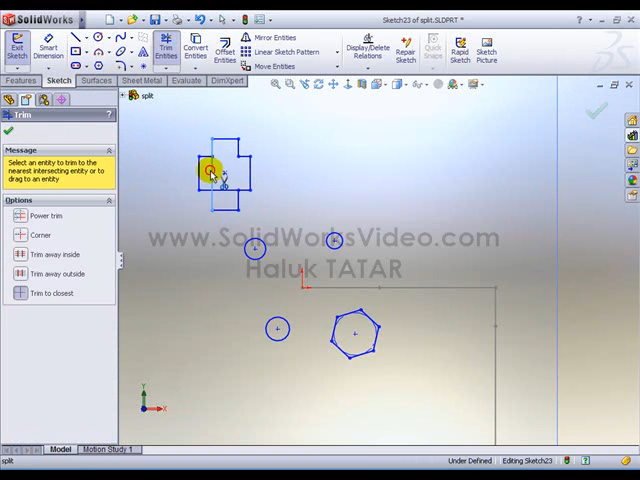 SolidWorks
Sketch23 of split.SLDPRT *
Exit Sketch
Smart Dimension
Trim Entities
Convert Entities
Offset Entities
Mirror Entities
Linear Sketch Pattern
Move Entities
Display/Delete Relations
Repair Sketch
Quick Snaps
Rapid Sketch
Sketch Picture
Features
Sketch
Surfaces
Sheet Metal
Evaluate
DimXpert
split
Trim
?
Message
Select an entity to trim to the nearest intersecting entity or to drag to an entity
Options
Power trim
Corner
Trim away inside
Trim away outside
Trim to closest
www.SolidWorksVideo.com
Haluk TATAR
Y
X
Model
Motion Study 1
split
Under Defined
Editing Sketch23